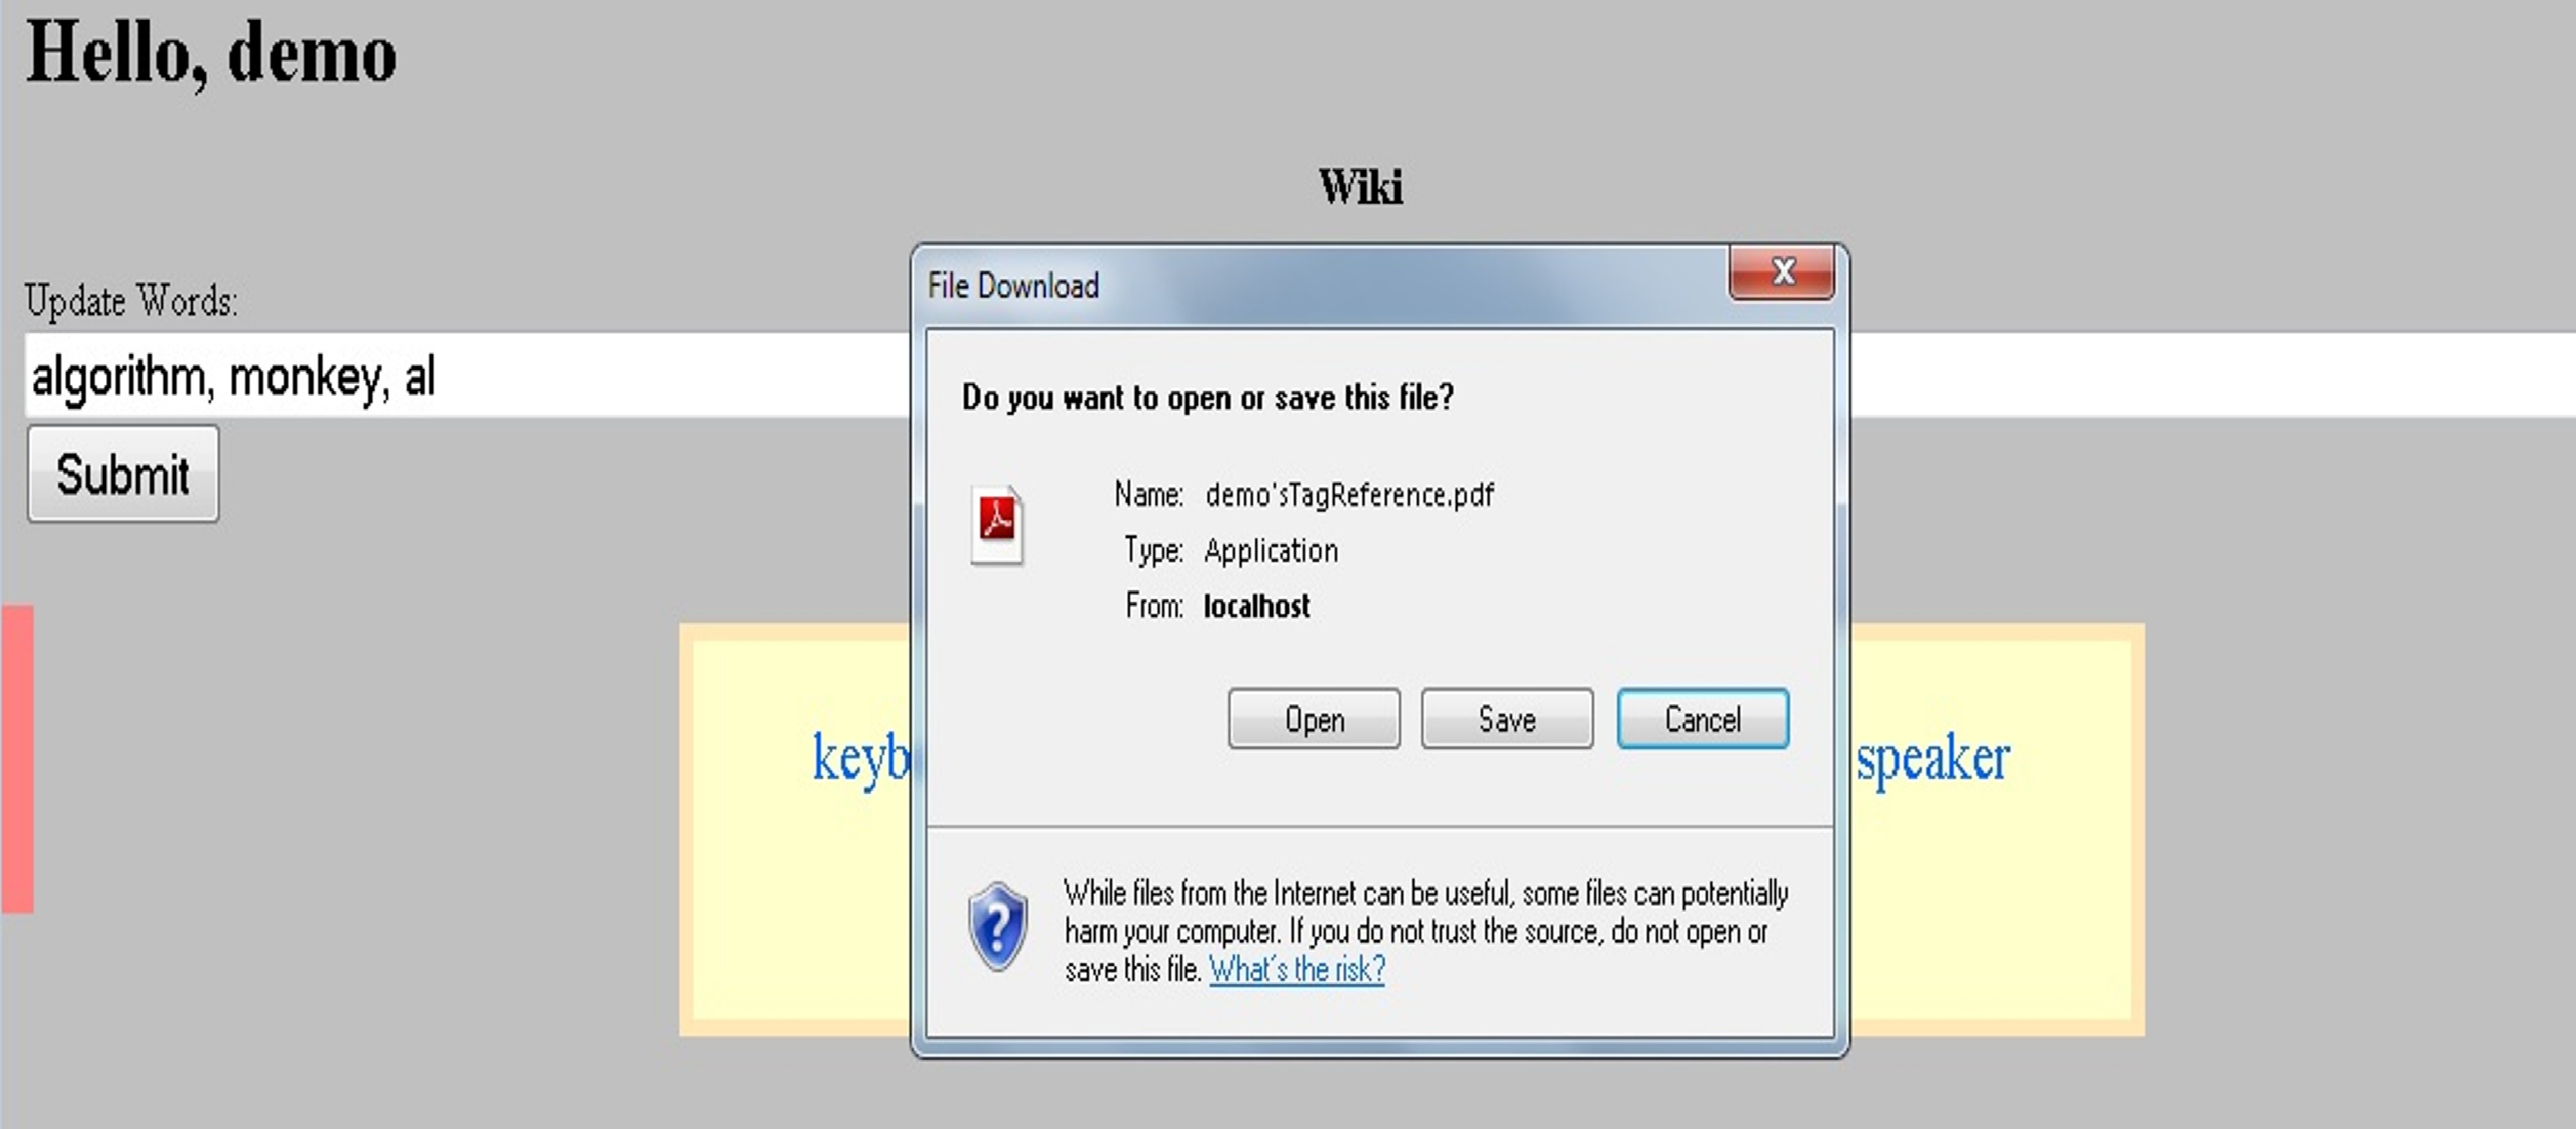 Hello, demo
Wiki
Update Words:
algorithm, monkey, al
Submit
File Download
X
Do you want to open or save this file?
Name: demo'sTagReference.pdf
Type: Application
From: localhost
Open Save Cancel
keyb speaker
While files from the Internet can be useful, some files can potentially
harm your computer. If you do not trust the source, do not open or
save this file. What's the risk?